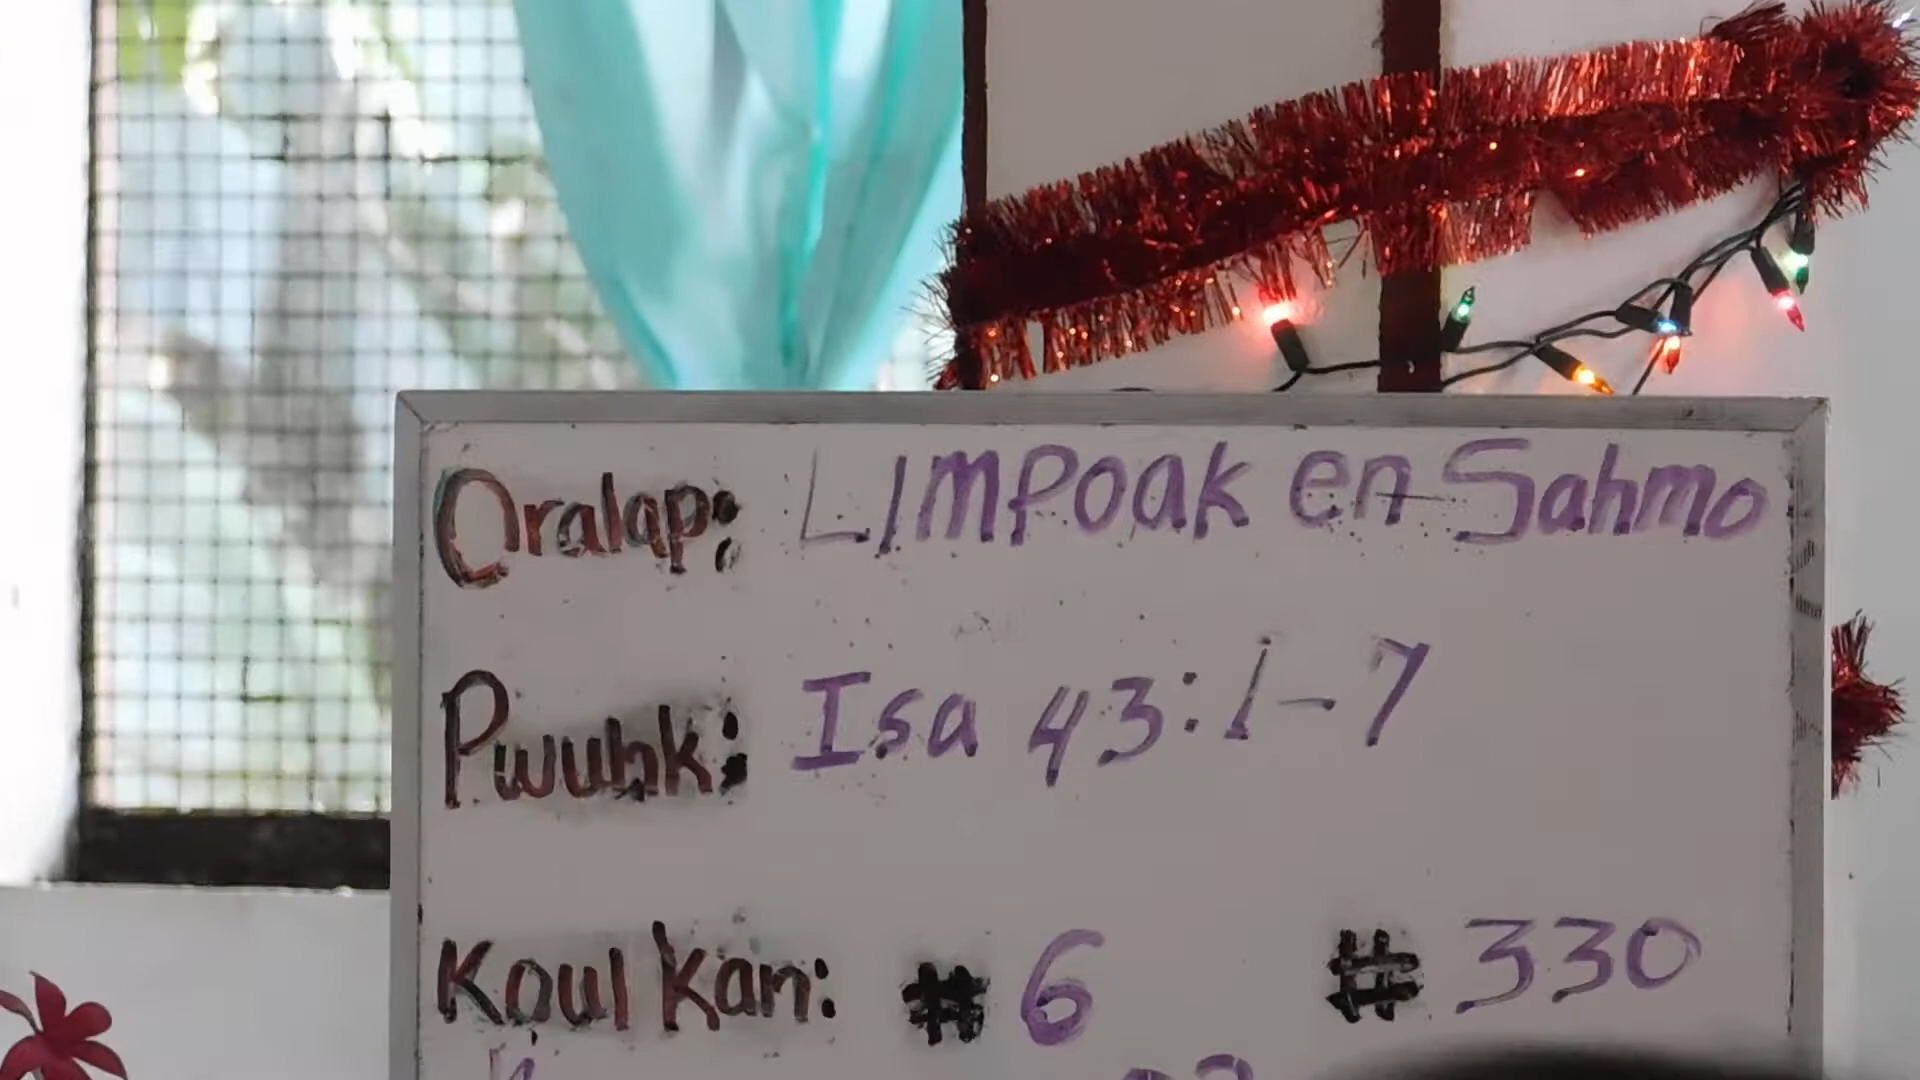 Oralap: LIMPOAK en Sahmo
Pwuhk: Isa 43:1-7
Koul kan: # 6 # 330